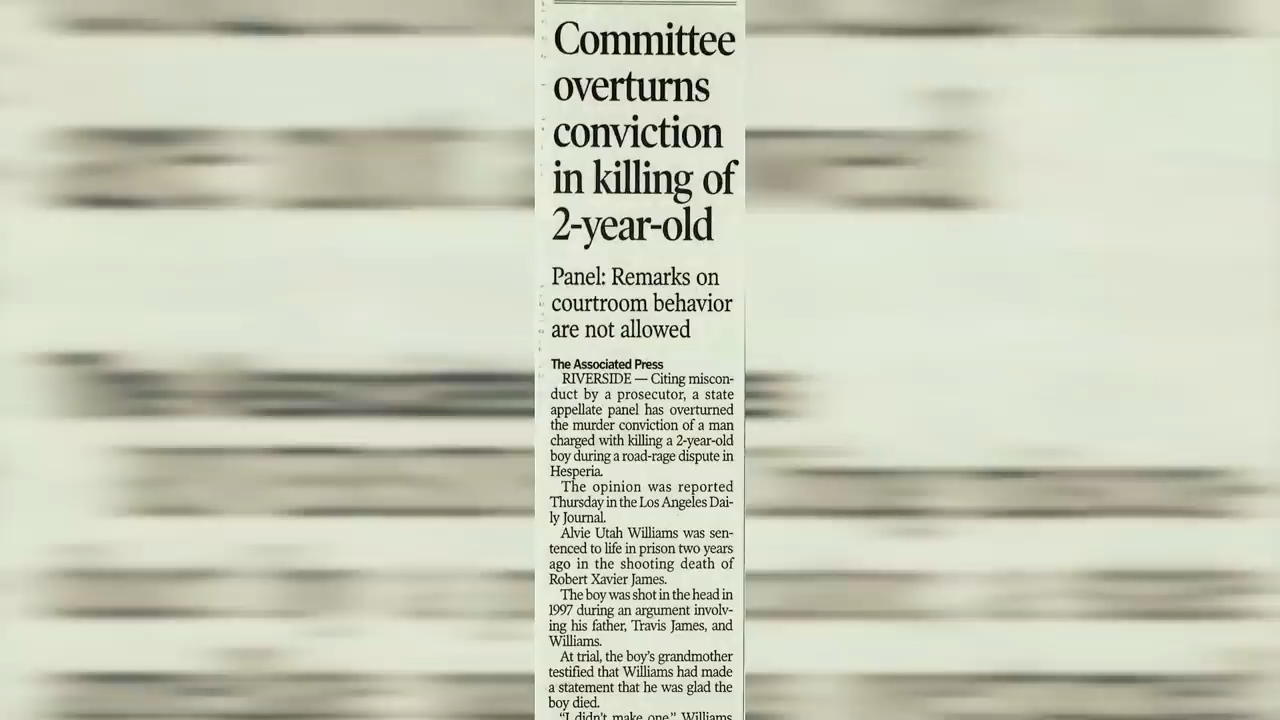 Committee
overturns
conviction
in killing of
2-year-old
Panel: Remarks on
courtroom behavior
are not allowed
The Associated Press
RIVERSIDE — Citing miscon-
duct by a prosecutor, a state
appellate panel has overturned
the murder conviction of a man
charged with killing a 2-year-old
boy during a road-rage dispute in
Hesperia.
The opinion was reported
Thursday in the Los Angeles Dai-
ly Journal.
Alvie Utah Williams was sen-
tenced to life in prison two years
ago in the shooting death of
Robert Xavier James.
The boy was shot in the head in
1997 during an argument involv-
ing his father, Travis James, and
Williams.
At trial, the boy's grandmother
testified that Williams had made
a statement that he was glad the
boy died.
"I didn't make one," Williams